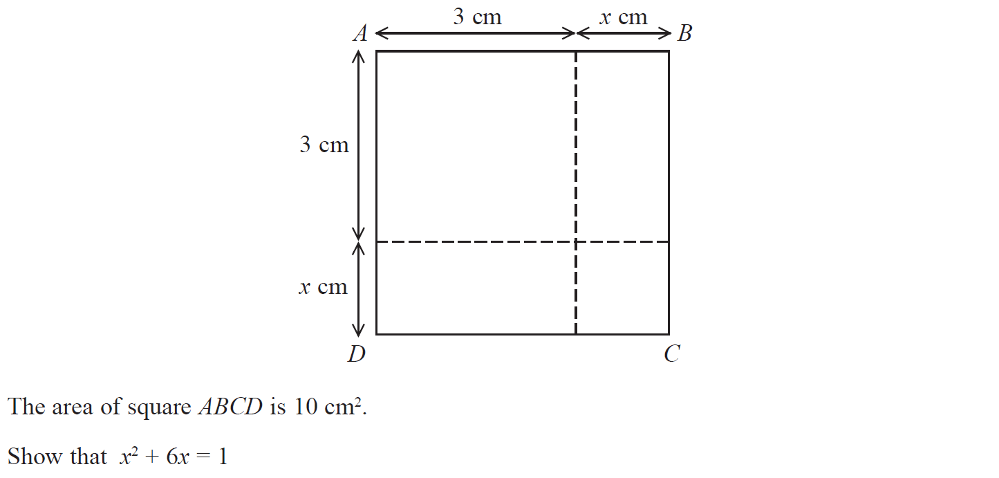 3 cm x cm
A B
3 cm
x cm
D C
The area of square ABCD is 10 cm².
Show that x² + 6x = 1